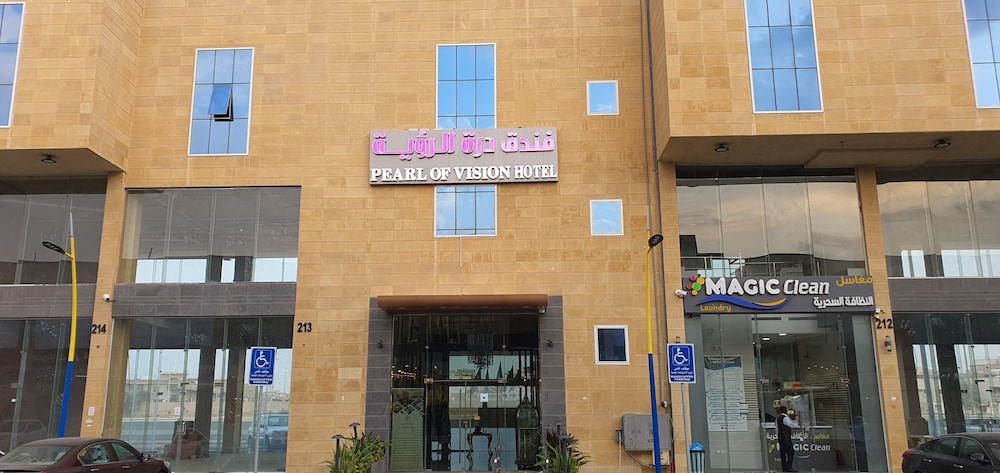 فندق درة الرؤية
PEARL OF VISION HOTEL
MAGIC Clean
Laundry
مغاسل
النظافة السحرية
214
213
212